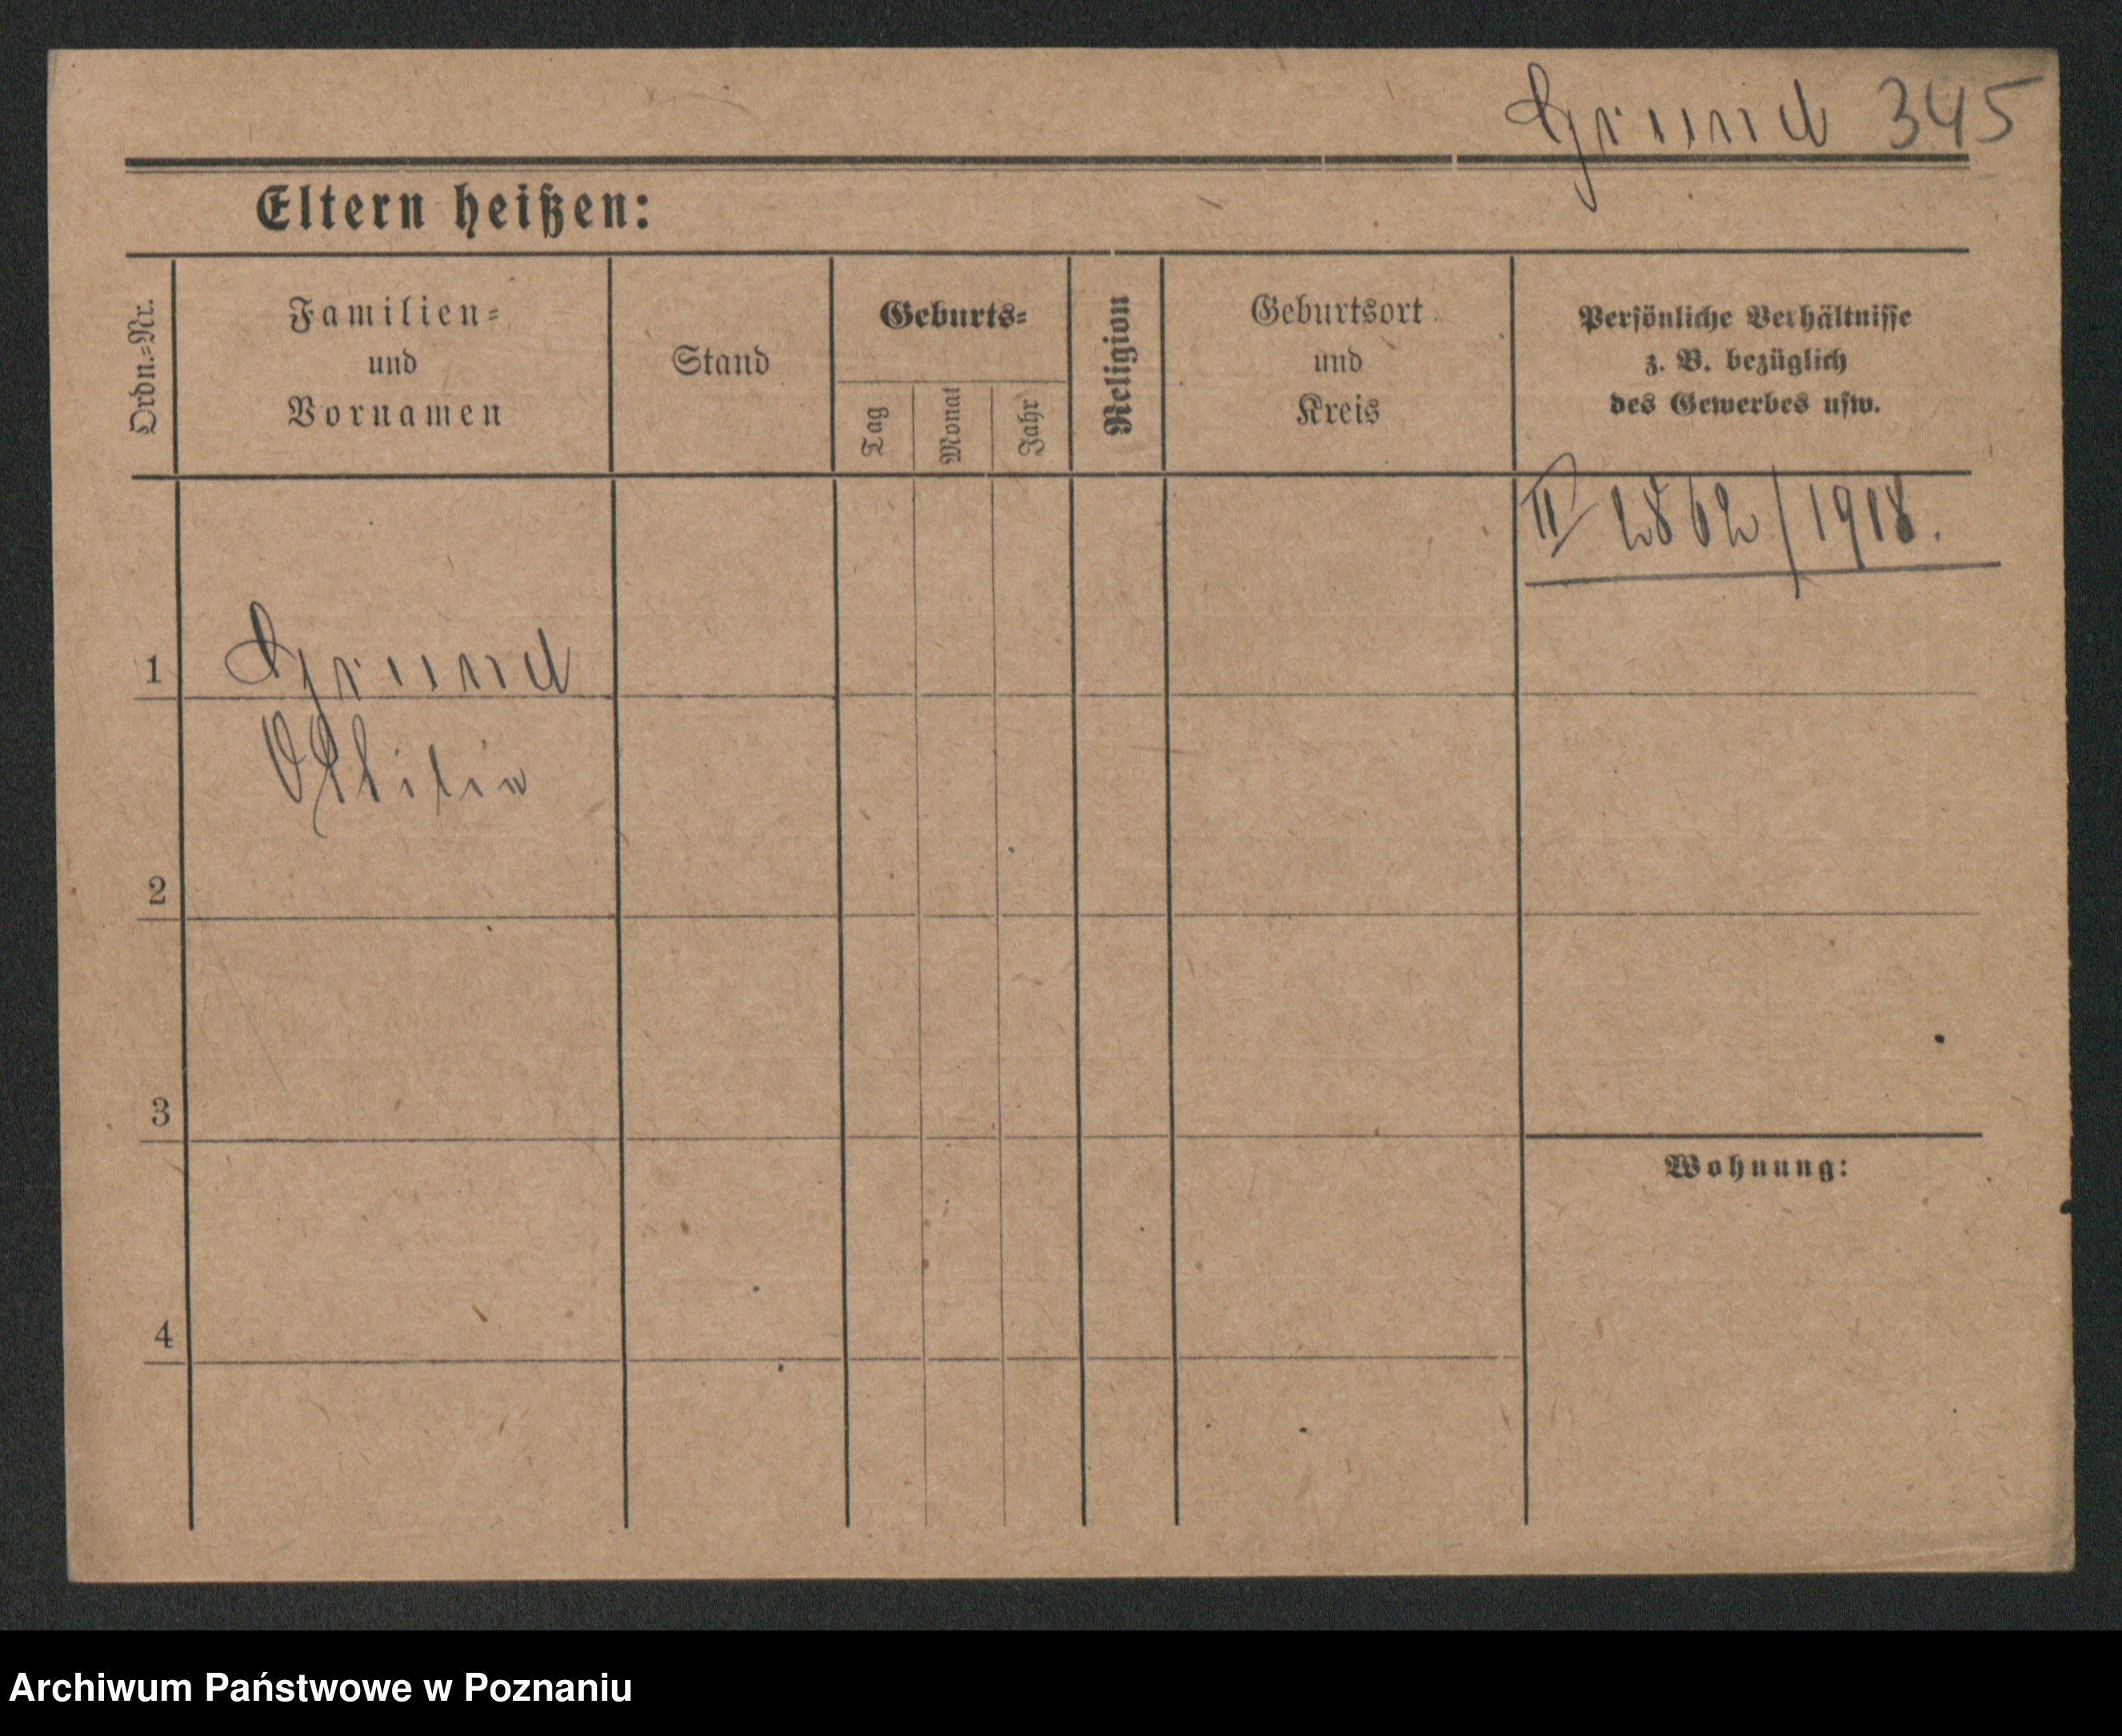 Grund 345
Eltern heißen:
Ordn.-Nr.
Familien-
und
Vornamen
Stand
Geburts-
Tag
Monat
Jahr
Religion
Geburtsort
und
Kreis
Persönliche Verhältnisse
z. B. bezüglich
des Gewerbes usw.
II 2862/1918.
1
Grund
Ottilie
2
3
Wohnung:
4
Archiwum Państwowe w Poznaniu